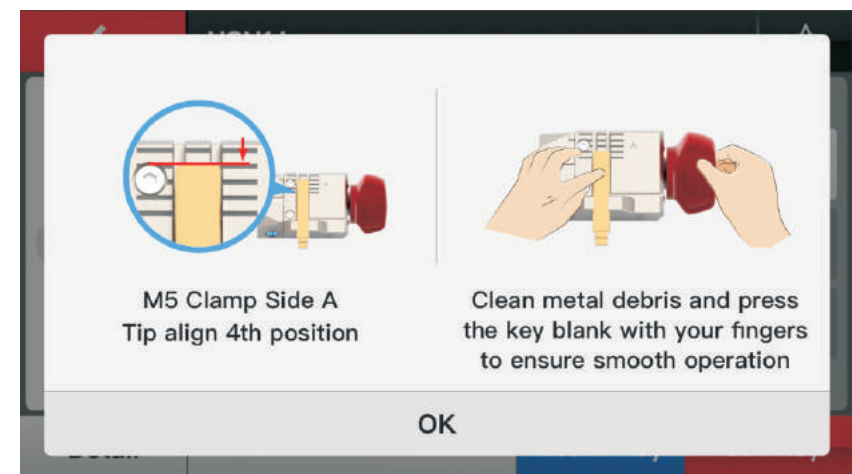 M5 Clamp Side A
Tip align 4th position
Clean metal debris and press
the key blank with your fingers
to ensure smooth operation
OK